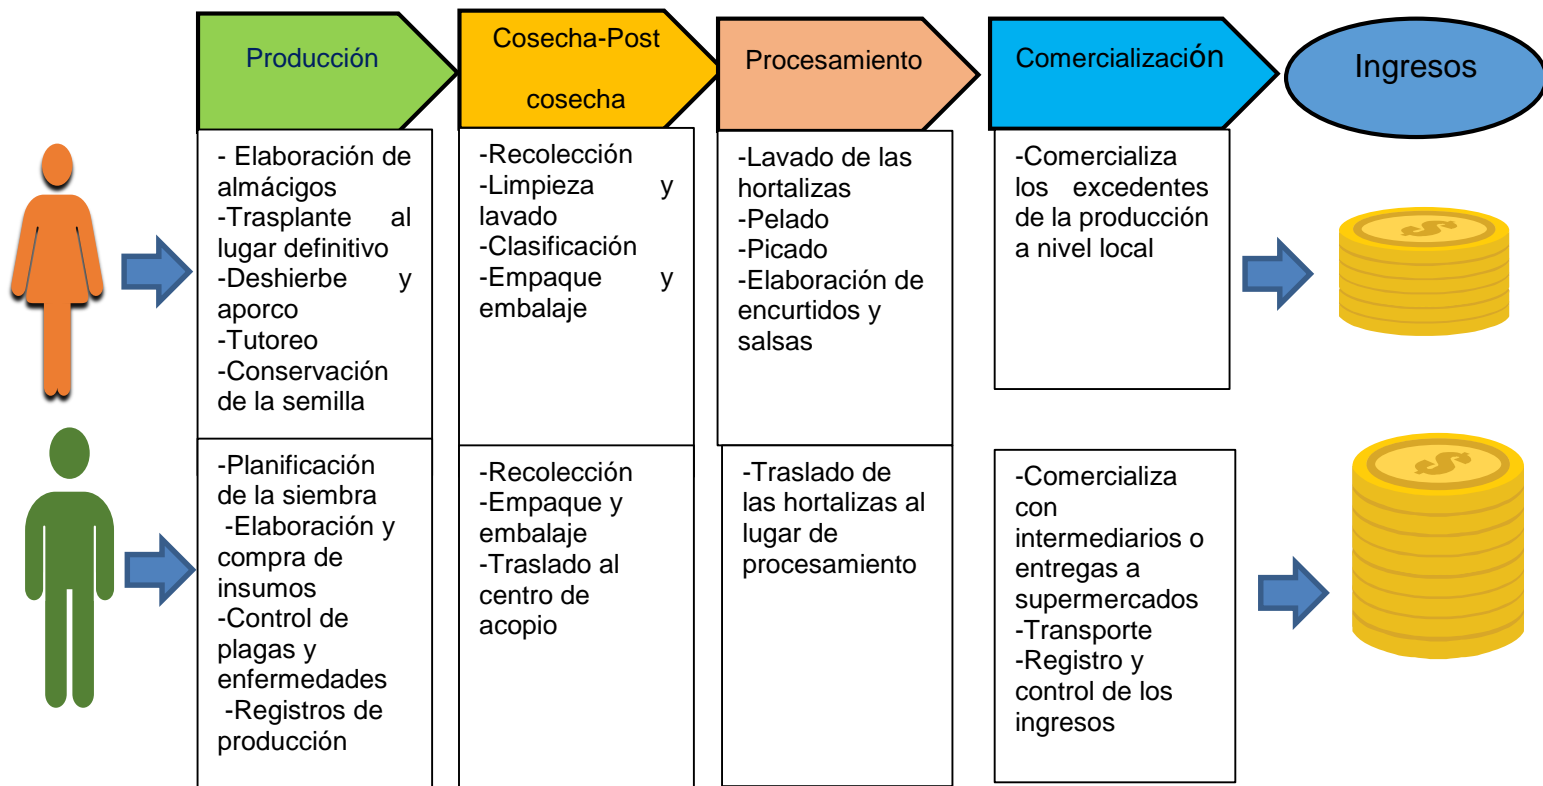 Producción
Cosecha-Post
cosecha
Procesamiento
Comercialización
Ingresos
- Elaboración de
almácigos
-Trasplante al
lugar definitivo
-Deshierbe y
aporco
-Tutoreo
-Conservación
de la semilla
-Recolección
-Limpieza y
lavado
-Clasificación
-Empaque y
embalaje
-Lavado de las
hortalizas
-Pelado
-Picado
-Elaboración de
encurtidos y
salsas
-Comercializa
los excedentes
de la producción
a nivel local
$
-Planificación
de la siembra
-Elaboración y
compra de
insumos
-Control de
plagas y
enfermedades
-Registros de
producción
-Recolección
-Empaque y
embalaje
-Traslado al
centro de
acopio
-Traslado de
las hortalizas al
lugar de
procesamiento
-Comercializa
con
intermediarios o
entregas a
supermercados
-Transporte
-Registro y
control de los
ingresos
$